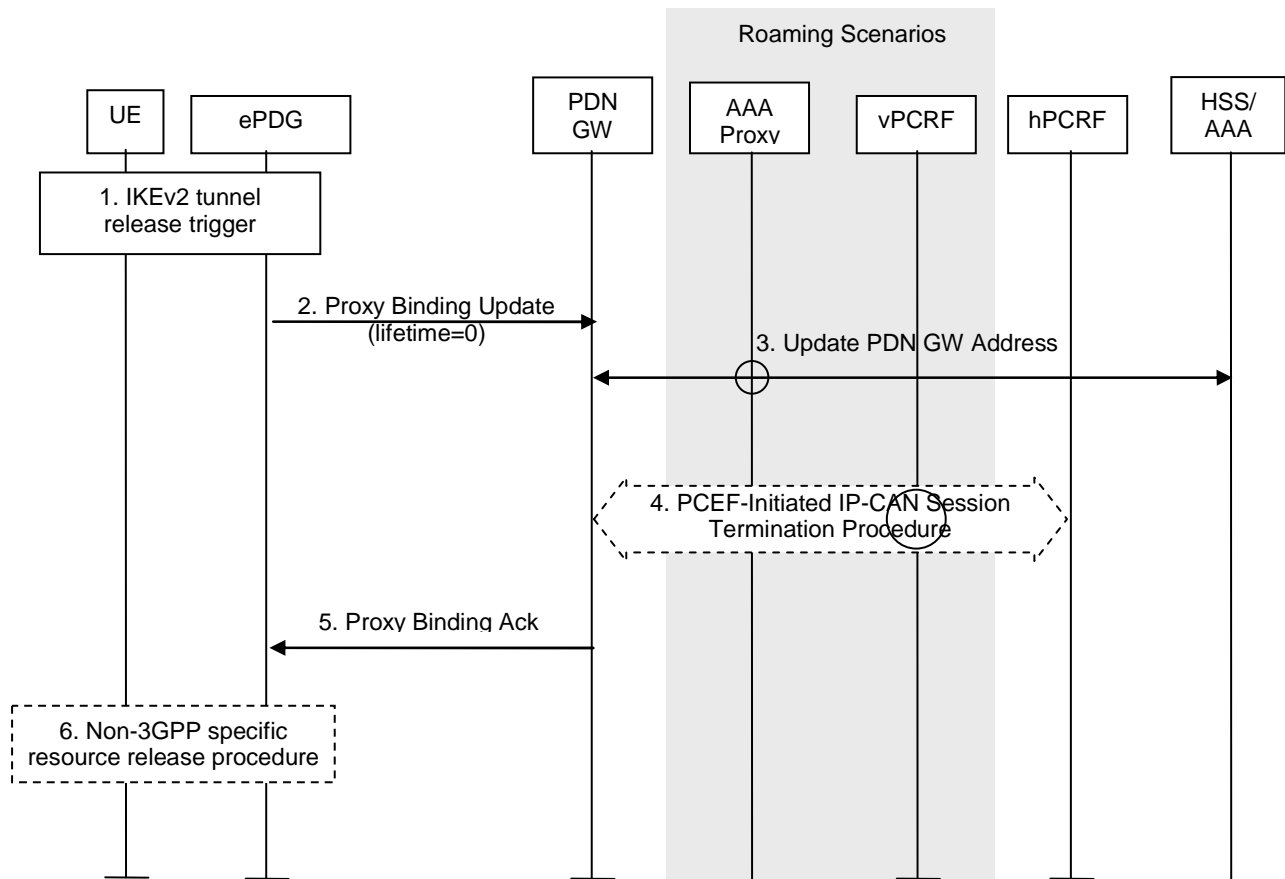 Roaming Scenarios
UE
ePDG
PDN
GW
AAA
Proxy
vPCRF
hPCRF
HSS/
AAA
1. IKEv2 tunnel
release trigger
2. Proxy Binding Update
(lifetime=0)
3. Update PDN GW Address
4. PCEF-Initiated IP-CAN Session
Termination Procedure
5. Proxy Binding Ack
6. Non-3GPP specific
resource release procedure